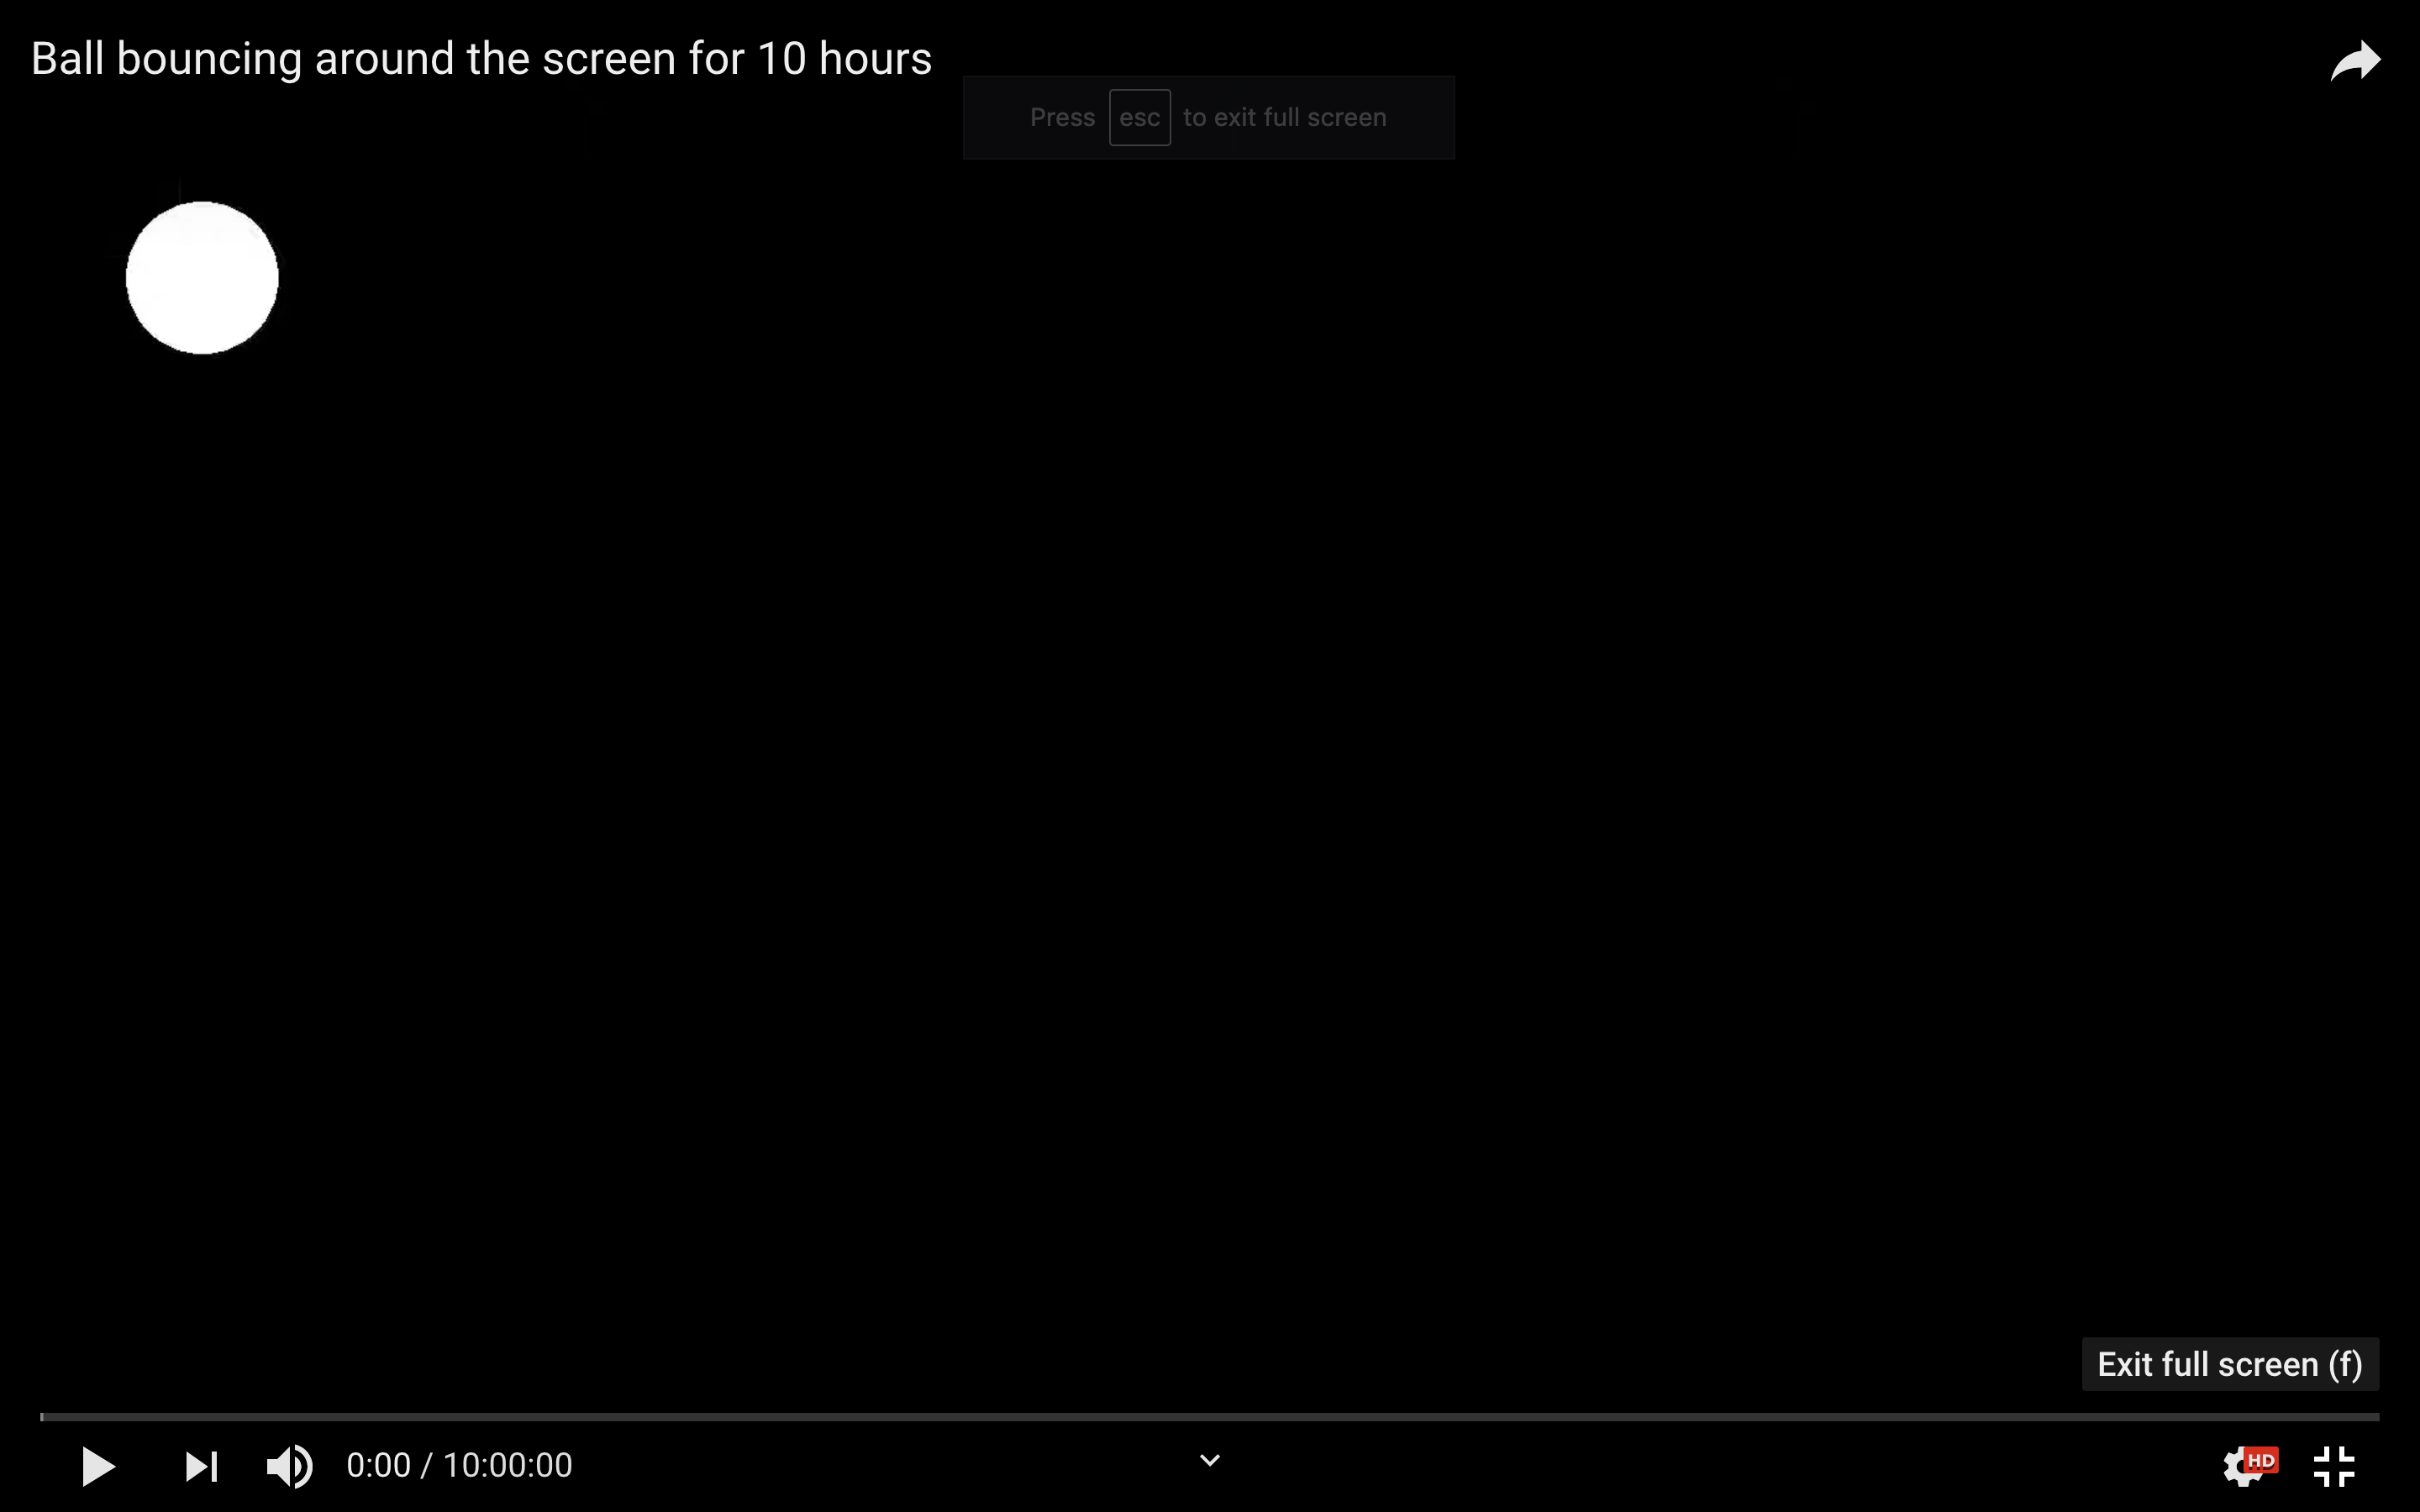 Ball bouncing around the screen for 10 hours
Press esc to exit full screen
Exit full screen (f)
0:00 / 10:00:00
HD